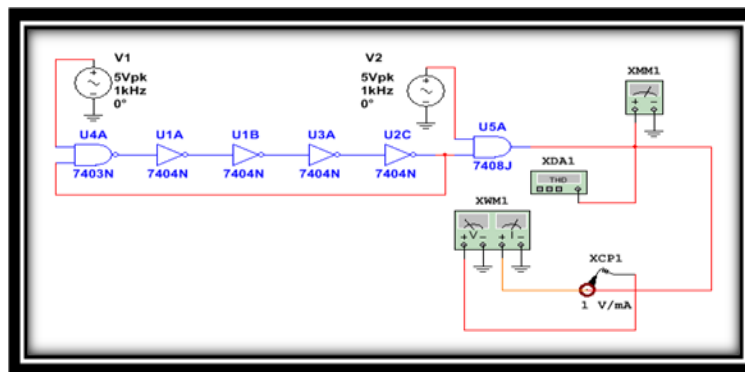 V1
5Vpk
1kHz
0°
V2
5Vpk
1kHz
0°
XMM1
U4A
U1A
U1B
U3A
U2C
U5A
7403N
7404N
7404N
7404N
7404N
7408J
XDA1
THD
XWM1
V
I
XCP1
1 V/mA